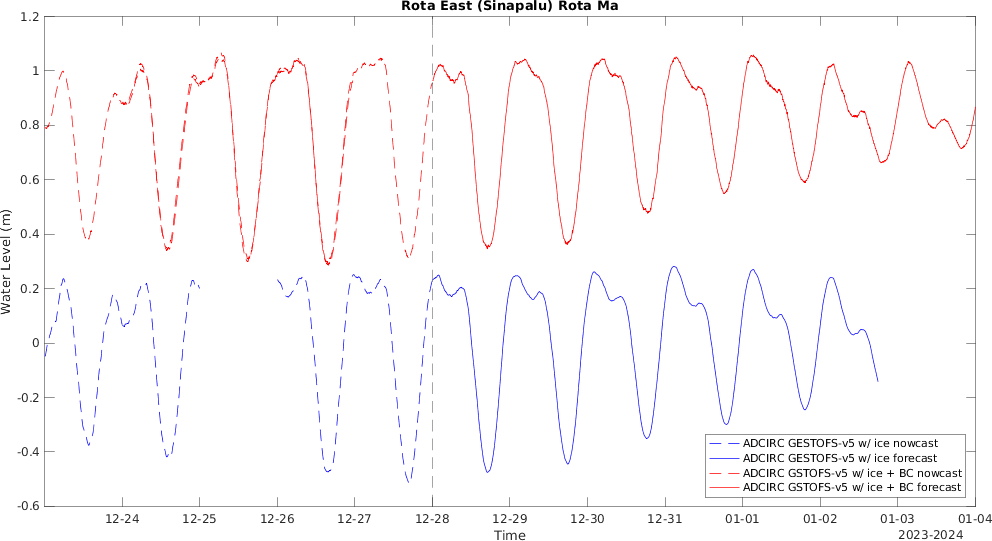 Rota East (Sinapalu) Rota Ma
1.2
1
0.8
0.6
0.4
0.2
0
-0.2
-0.4
-0.6
Water Level (m)
12-24 12-25 12-26 12-27 12-28 12-29 12-30 12-31 01-01 01-02 01-03 01-04
Time
2023-2024
ADCIRC GESTOFS-v5 w/ ice nowcast
ADCIRC GESTOFS-v5 w/ ice forecast
ADCIRC GSTOFS-v5 w/ ice + BC nowcast
ADCIRC GSTOFS-v5 w/ ice + BC forecast